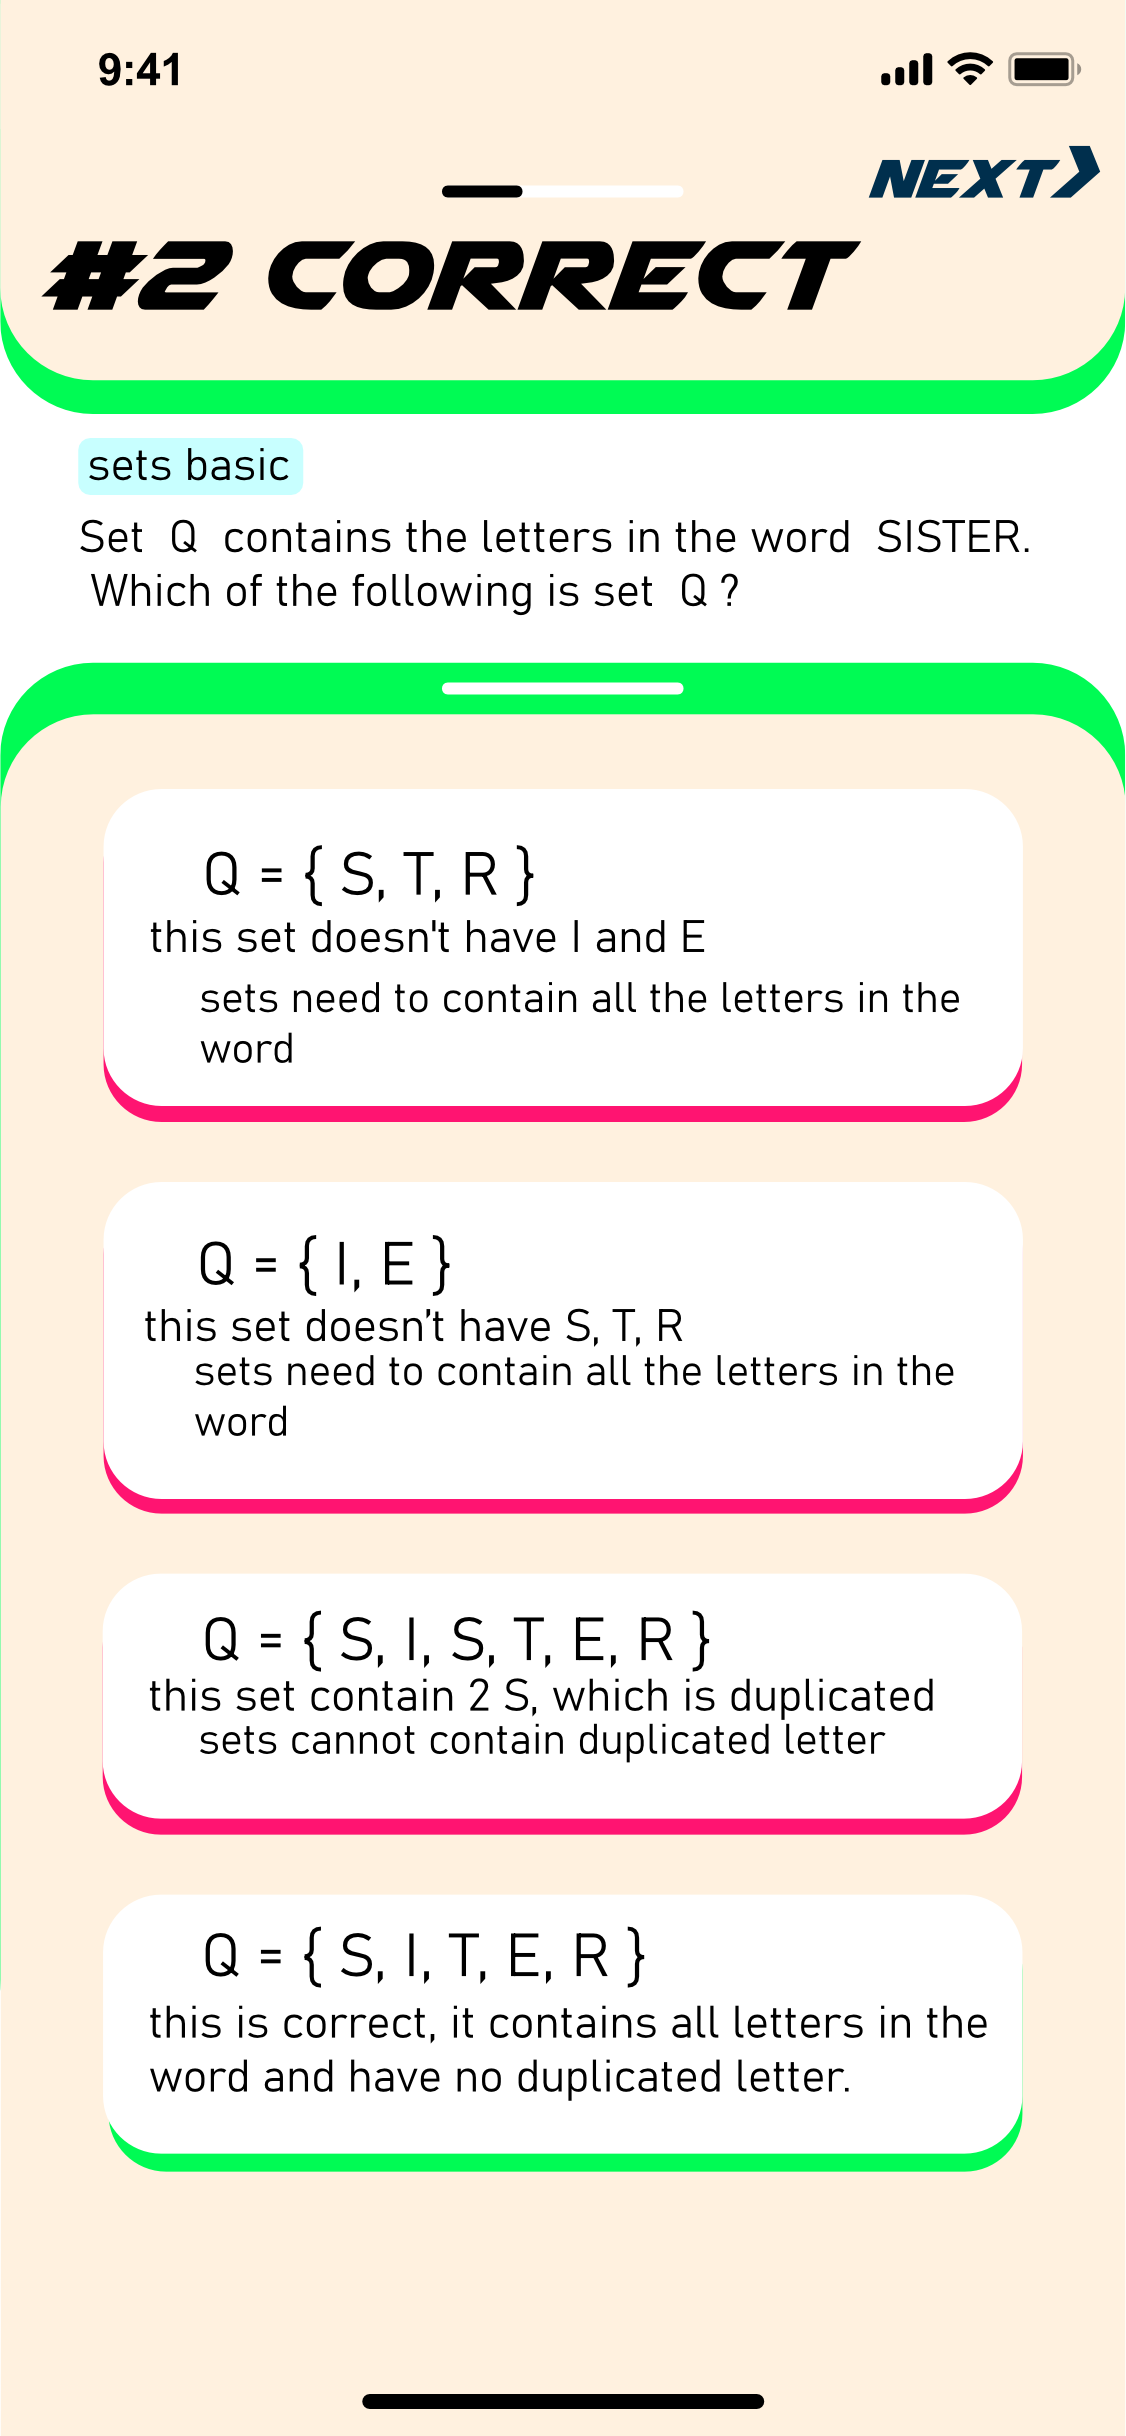 9:41
NEXT
#2 CORRECT
sets basic
Set Q contains the letters in the word SISTER.
Which of the following is set Q ?
Q = { S, T, R }
this set doesn't have I and E
sets need to contain all the letters in the
word
Q = { I, E }
this set doesn't have S, T, R
sets need to contain all the letters in the
word
Q = { S, I, S, T, E, R }
this set contain 2 S, which is duplicated
sets cannot contain duplicated letter
Q = { S, I, T, E, R }
this is correct, it contains all letters in the
word and have no duplicated letter.